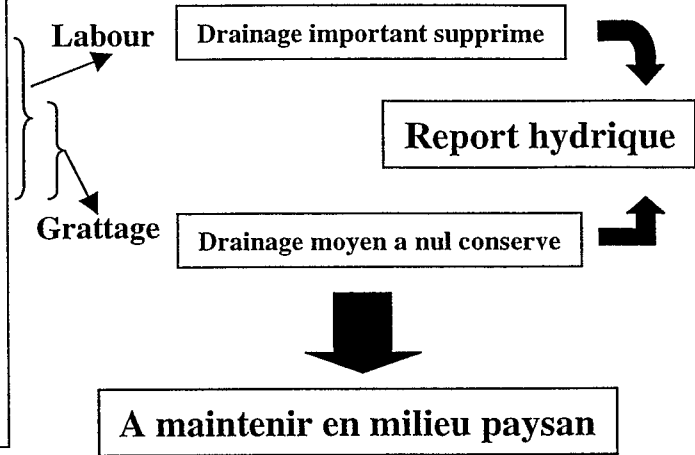 Labour
Drainage important supprime
Report hydrique
Grattage
Drainage moyen a nul conserve
A maintenir en milieu paysan